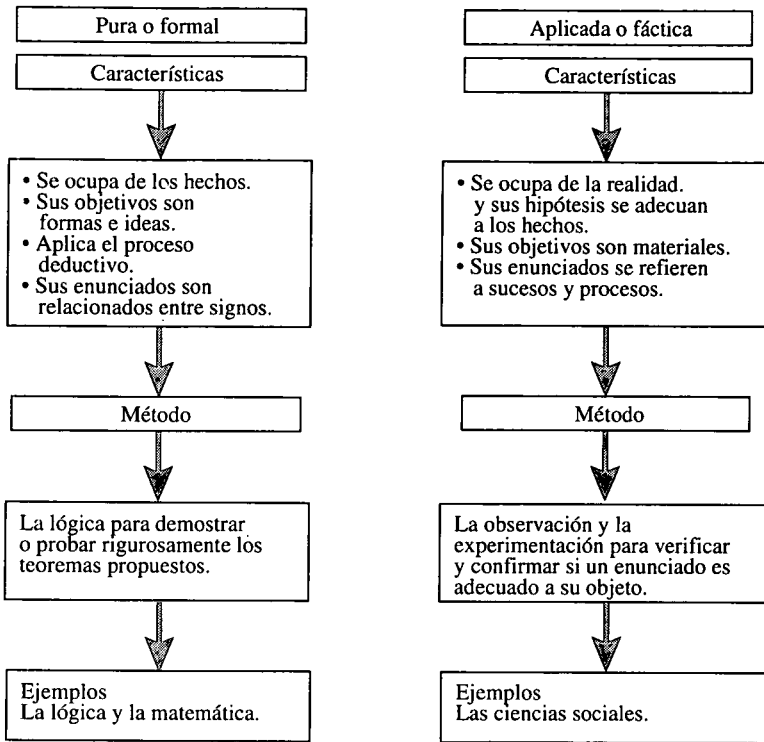 Pura o formal
Características
• Se ocupa de los hechos.
• Sus objetivos son
formas e ideas.
• Aplica el proceso
deductivo.
• Sus enunciados son
relacionados entre signos.
Método
La lógica para demostrar
o probar rigurosamente los
teoremas propuestos.
Ejemplos
La lógica y la matemática.
Aplicada o fáctica
Características
• Se ocupa de la realidad.
y sus hipótesis se adecuan
a los hechos.
• Sus objetivos son materiales.
• Sus enunciados se refieren
a sucesos y procesos.
Método
La observación y la
experimentación para verificar
y confirmar si un enunciado es
adecuado a su objeto.
Ejemplos
Las ciencias sociales.